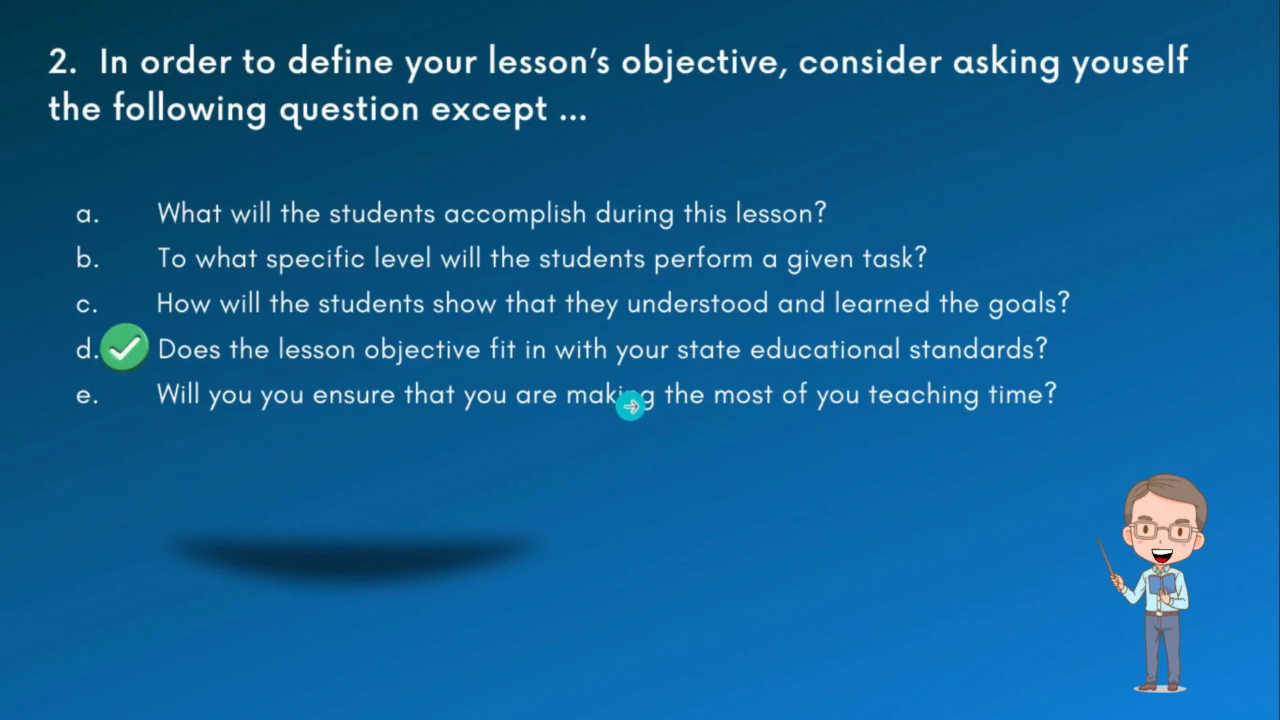 2. In order to define your lesson's objective, consider asking youself
the following question except ...
a. What will the students accomplish during this lesson?
b. To what specific level will the students perform a given task?
c. How will the students show that they understood and learned the goals?
d. Does the lesson objective fit in with your state educational standards?
e. Will you you ensure that you are making the most of you teaching time?